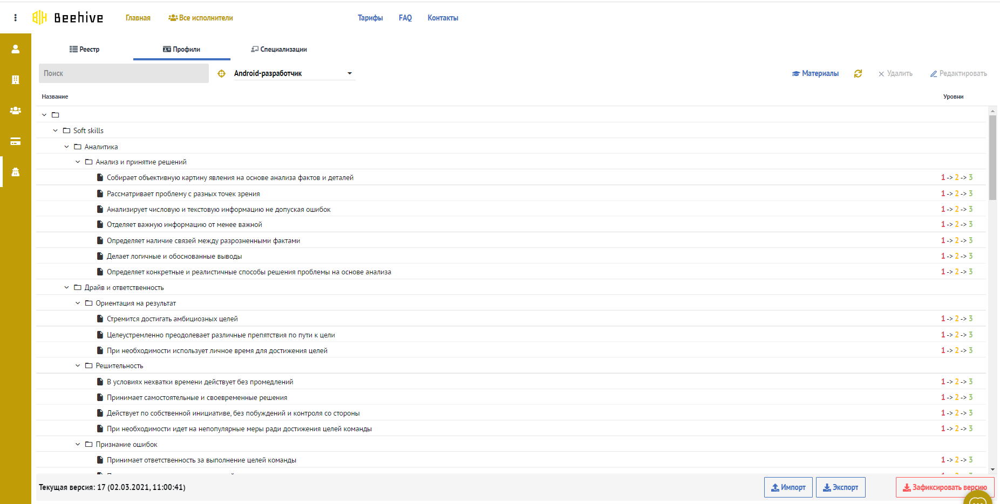 Beehive Главная Все исполнители Тарифы FAQ Контакты
Реестр Профили Специализации
Поиск Android-разработчик Материалы Удалить Редактировать
Название Уровни
Soft skills
Аналитика
Анализ и принятие решений
Собирает объективную картину явления на основе анализа фактов и деталей 1 -> 2 -> 3
Рассматривает проблему с разных точек зрения 1 -> 2 -> 3
Анализирует числовую и текстовую информацию не допуская ошибок 1 -> 2 -> 3
Отделяет важную информацию от менее важной 1 -> 2 -> 3
Определяет наличие связей между разрозненными фактами 1 -> 2 -> 3
Делает логичные и обоснованные выводы 1 -> 2 -> 3
Определяет конкретные и реалистичные способы решения проблемы на основе анализа 1 -> 2 -> 3
Драйв и ответственность
Ориентация на результат
Стремится достигать амбициозных целей 1 -> 2 -> 3
Целеустремленно преодолевает различные препятствия по пути к цели 1 -> 2 -> 3
При необходимости использует личное время для достижения целей 1 -> 2 -> 3
Решительность
В условиях нехватки времени действует без промедлений 1 -> 2 -> 3
Принимает самостоятельные и своевременные решения 1 -> 2 -> 3
Действует по собственной инициативе, без побуждений и контроля со стороны 1 -> 2 -> 3
При необходимости идет на непопулярные меры ради достижения целей команды 1 -> 2 -> 3
Признание ошибок
Принимает ответственность за выполнение целей команды 1 -> 2 -> 3
Текущая версия: 17 (02.03.2021, 11:00:41) Импорт Экспорт Зафиксировать версию